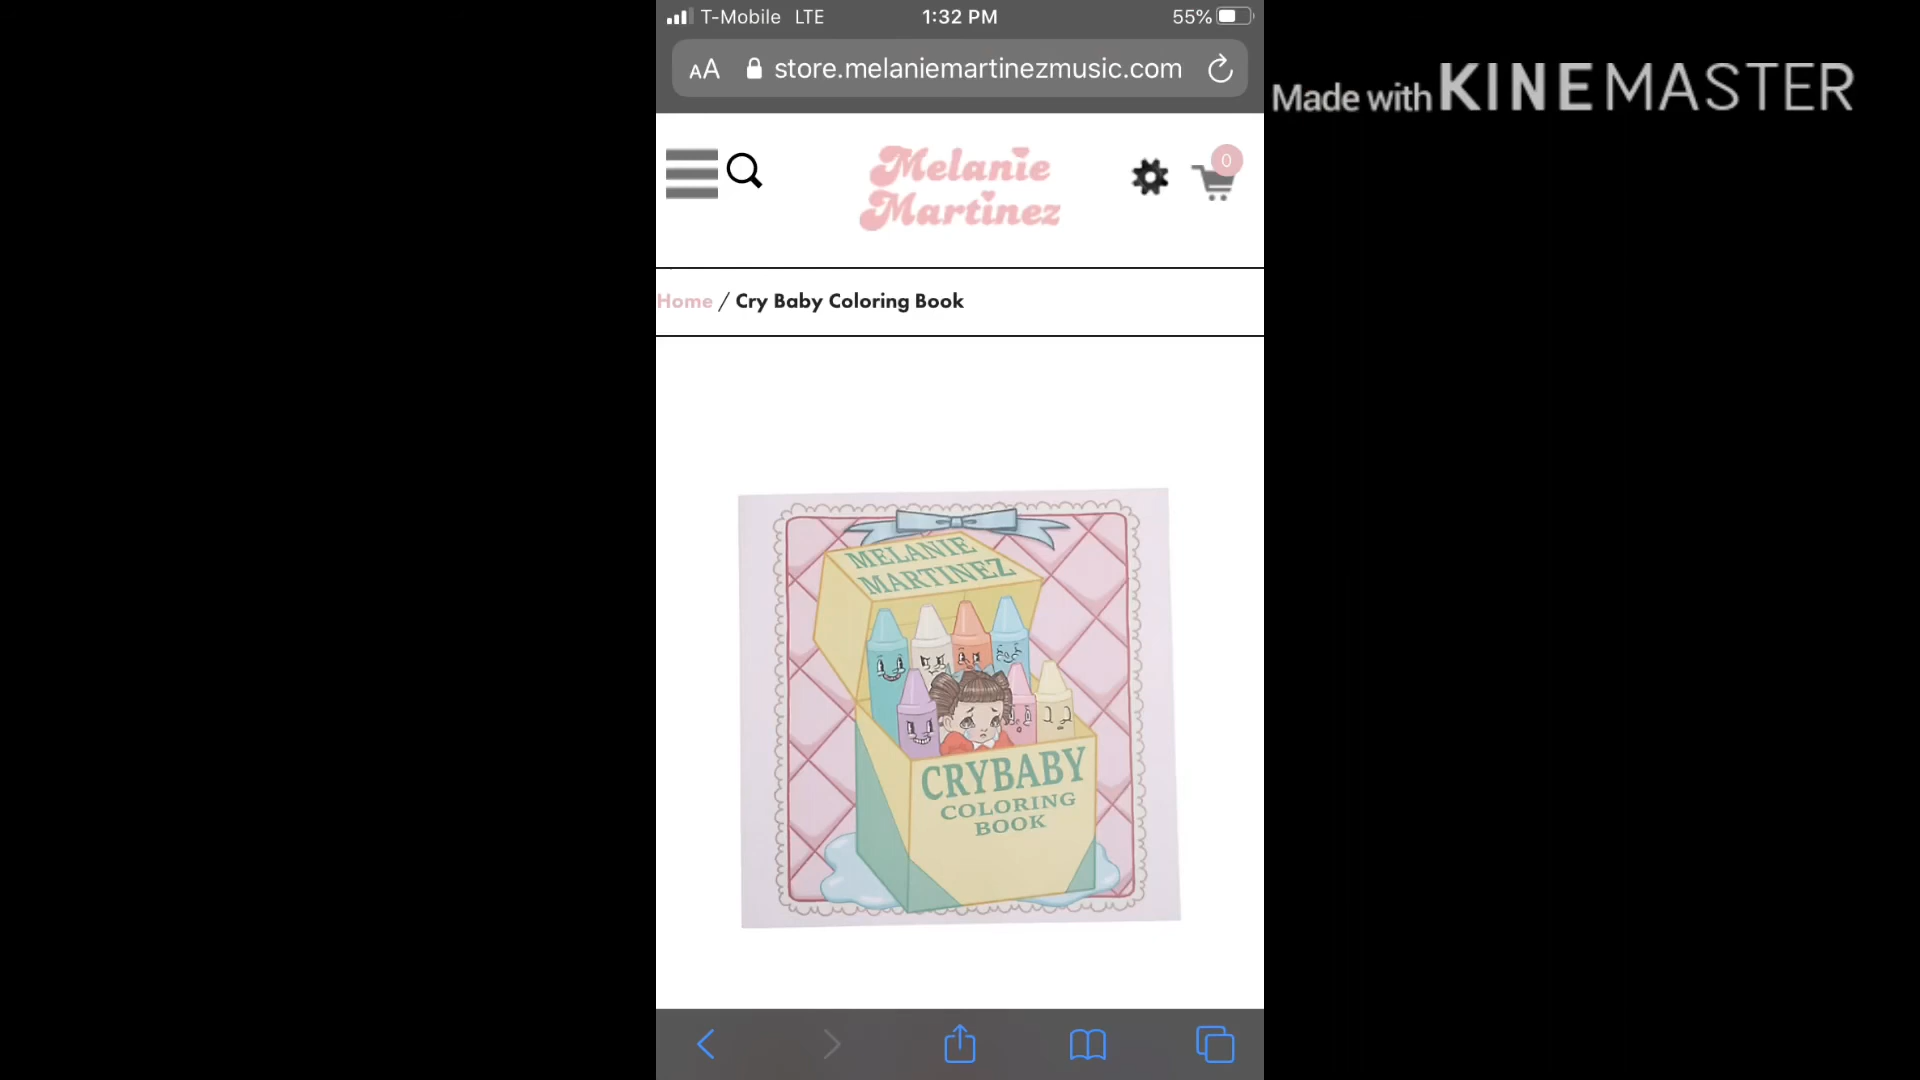 T-Mobile LTE 1:32 PM 55%
AA store.melaniemartinezmusic.com
Made with KINEMASTER
Melanie
Martinez
0
Home / Cry Baby Coloring Book
MELANIE
MARTINEZ
CRYBABY
COLORING
BOOK